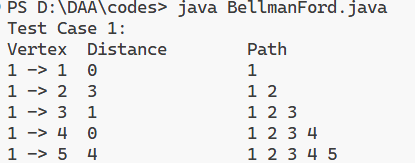 PS D:\DAA\codes> java BellmanFord.java
Test Case 1:
Vertex  Distance        Path
1 -> 1  0               1
1 -> 2  3               1 2
1 -> 3  1               1 2 3
1 -> 4  0               1 2 3 4
1 -> 5  4               1 2 3 4 5